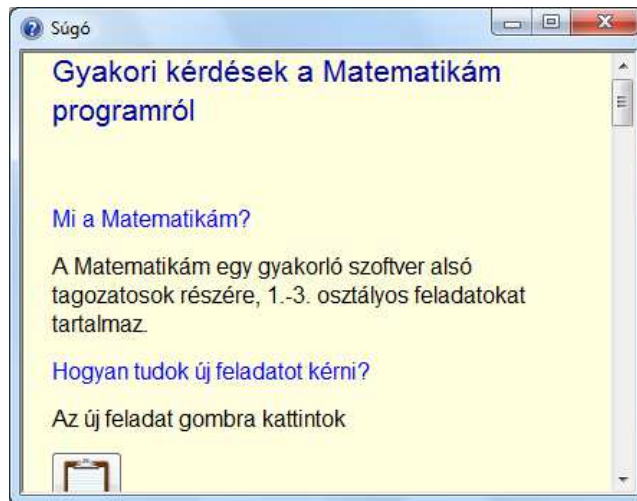 Súgó
Gyakori kérdések a Matematikám
programról
Mi a Matematikám?
A Matematikám egy gyakorló szoftver alsó
tagozatosok részére, 1.-3. osztályos feladatokat
tartalmaz.
Hogyan tudok új feladatot kérni?
Az új feladat gombra kattintok